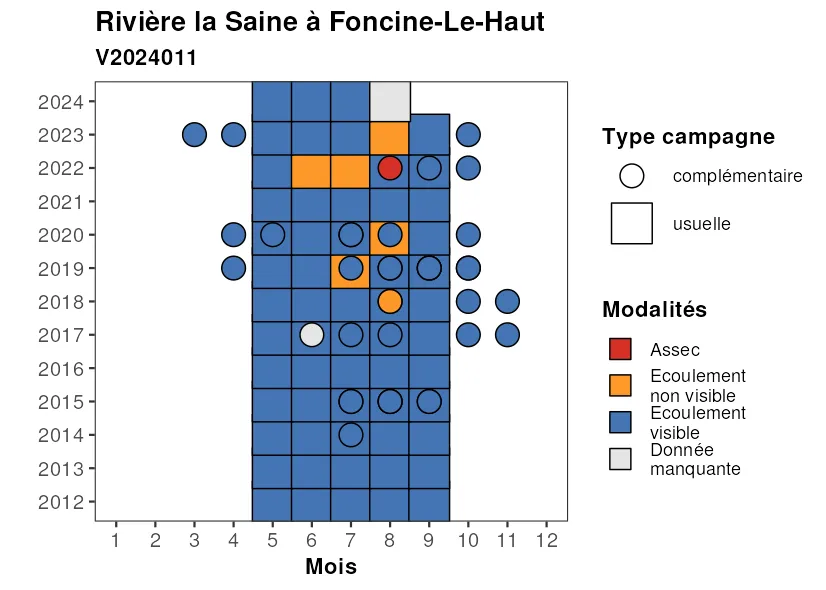 Rivière la Saine à Foncine-Le-Haut
V2024011
2024
2023
2022
2021
2020
2019
2018
2017
2016
2015
2014
2013
2012
1 2 3 4 5 6 7 8 9 10 11 12
Mois
Type campagne
complémentaire
usuelle
Modalités
Assec
Ecoulement
non visible
Ecoulement
visible
Donnée
manquante